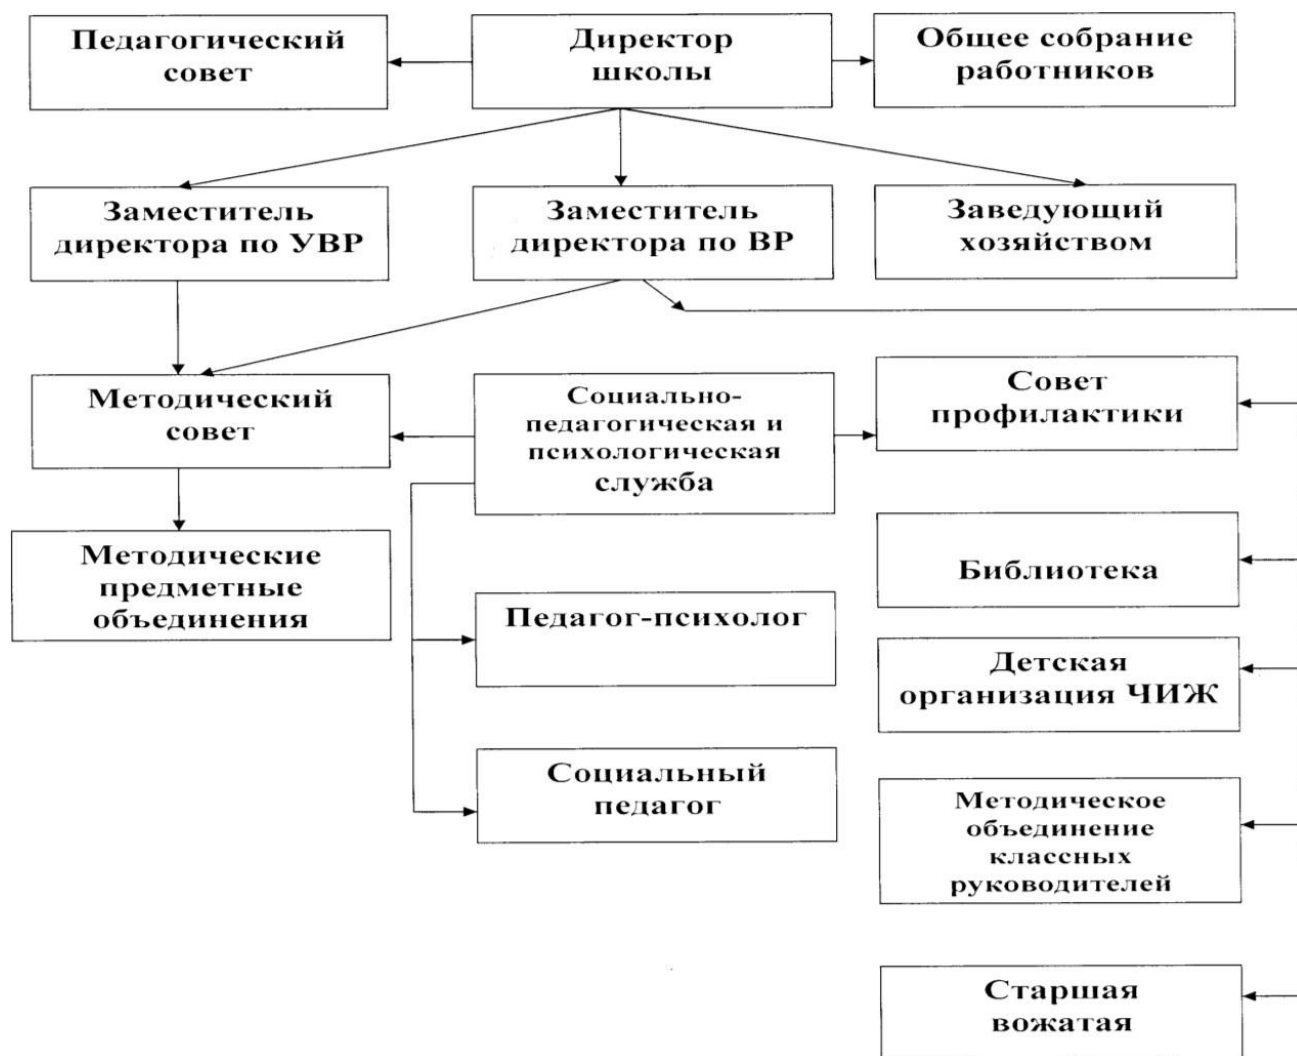 Педагогический
совет
Директор
школы
Общее собрание
работников
Заместитель
директора по УВР
Заместитель
директора по ВР
Заведующий
хозяйством
Методический
совет
Социально-
педагогическая и
психологическая
служба
Совет
профилактики
Методические
предметные
объединения
Библиотека
Педагог-психолог
Детская
организация ЧИЖ
Социальный
педагог
Методическое
объединение
классных
руководителей
Старшая
вожатая